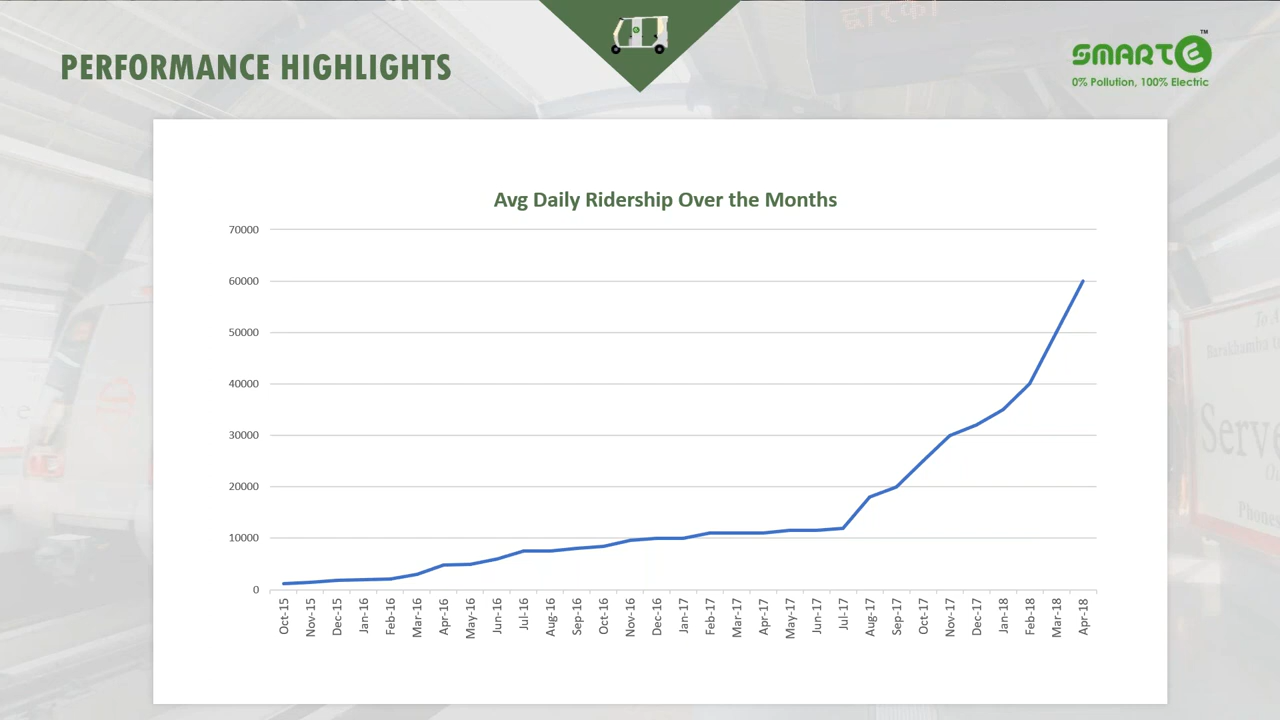 PERFORMANCE HIGHLIGHTS
SMARTE™
0% Pollution, 100% Electric
Avg Daily Ridership Over the Months
70000
60000
50000
40000
30000
20000
10000
0
Oct-15 Nov-15 Dec-15 Jan-16 Feb-16 Mar-16 Apr-16 May-16 Jun-16 Jul-16 Aug-16 Sep-16 Oct-16 Nov-16 Dec-16 Jan-17 Feb-17 Mar-17 Apr-17 May-17 Jun-17 Jul-17 Aug-17 Sep-17 Oct-17 Nov-17 Dec-17 Jan-18 Feb-18 Mar-18 Apr-18
To
Barakhamba
Serve
Phone